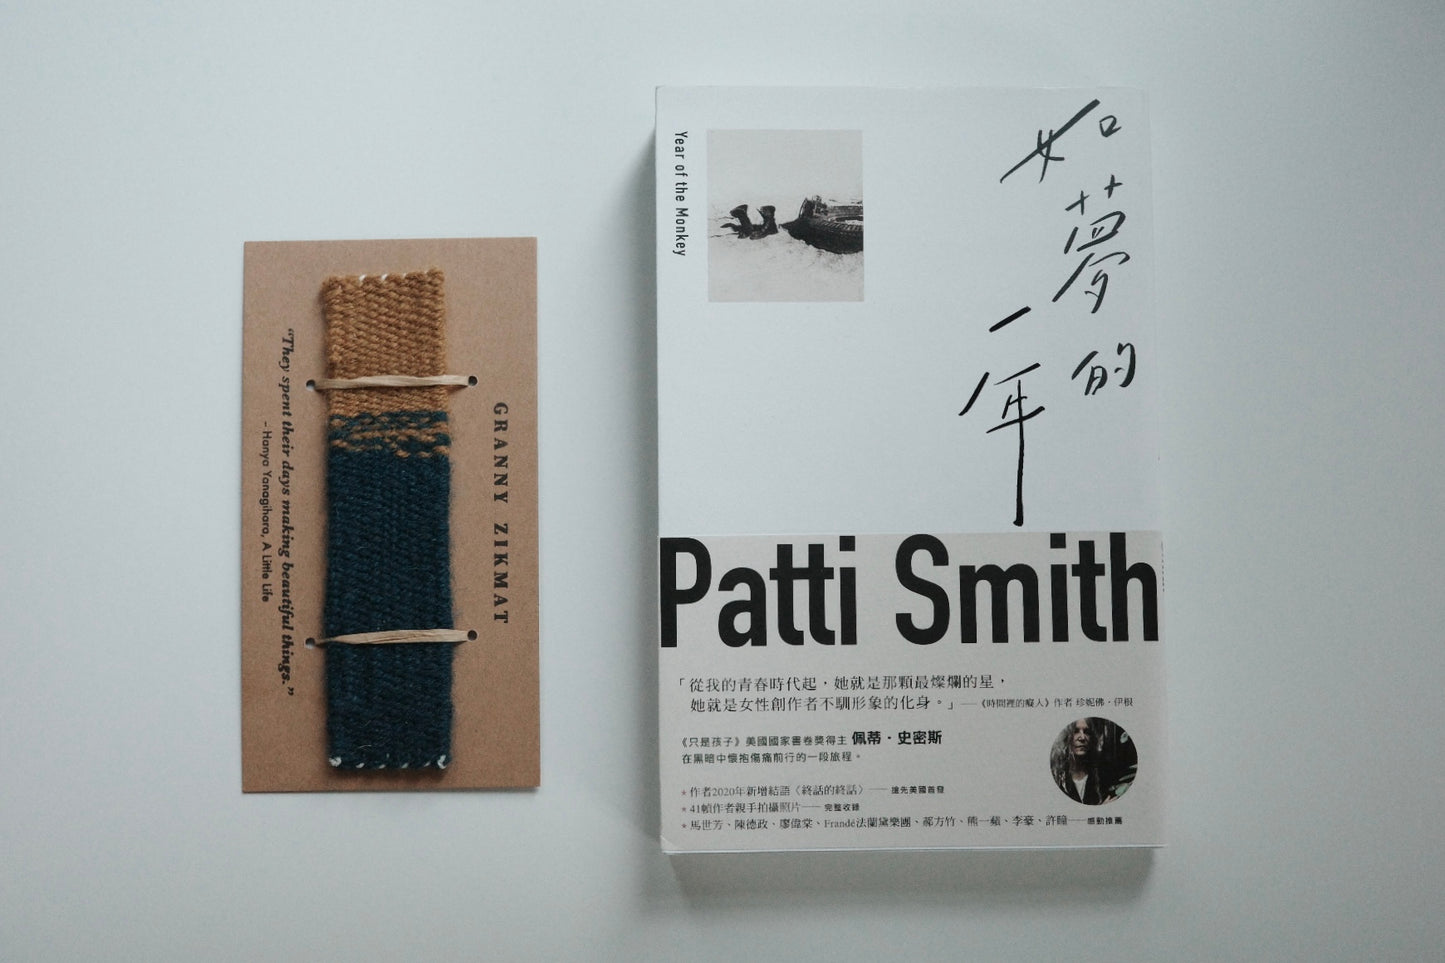 GRANNY ZIKMAT
“They spent their days making beautiful things.”
– Hanya Yanagihara, A Little Life
Year of the Monkey
如夢的
一年
Patti Smith
「從我的青春時代起，她就是那顆最燦爛的星，
她就是女性創作者不馴形象的化身。」——《時間裡的癡人》作者 珍妮佛・伊根
《只是孩子》美國國家書卷獎得主 佩蒂・史密斯
在黑暗中懷抱傷痛前行的一段旅程。
★作者2020年新增結語〈終話的終話〉—— 搶先美國首發
★41幀作者親手拍攝照片—— 完整收錄
★馬世芳、陳德政、廖偉棠、Frandé法蘭黛樂團、郝方竹、熊一蘋、李豪、許瞳——感動推薦